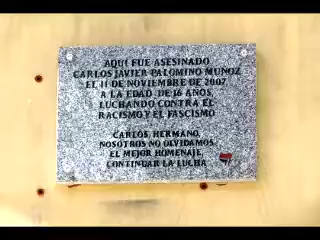 AQUÍ FUE ASESINADO
CARLOS JAVIER PALOMINO MUÑOZ
EL 11 DE NOVIEMBRE DE 2007
A LA EDAD DE 16 AÑOS
LUCHANDO CONTRA EL
RACISMO Y EL FASCISMO
CARLOS, HERMANO,
NOSOTROS NO OLVIDAMOS
EL MEJOR HOMENAJE
CONTINUAR LA LUCHA